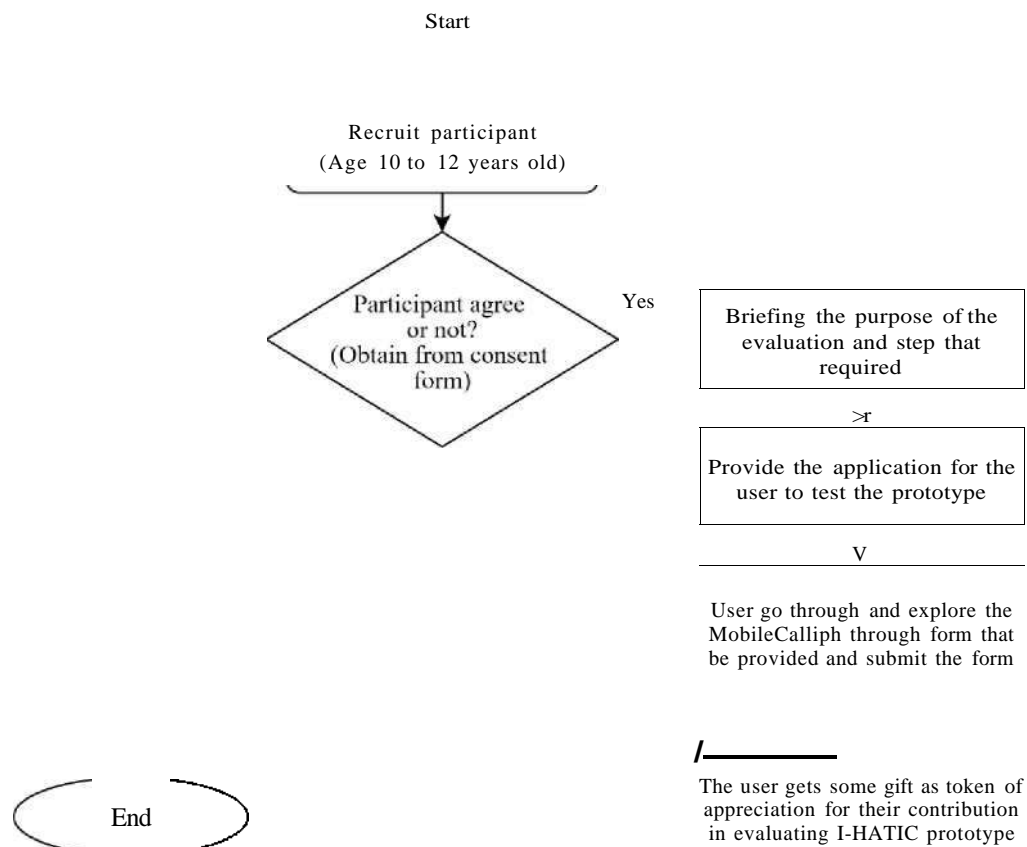 Start
Recruit participant
(Age 10 to 12 years old)
Participant agree
or not?
(Obtain from consent
form)
Yes
Briefing the purpose of the
evaluation and step that
required
>r
Provide the application for the
user to test the prototype
V
User go through and explore the
MobileCalliph through form that
be provided and submit the form
/
The user gets some gift as token of
appreciation for their contribution
in evaluating I-HATIC prototype
End